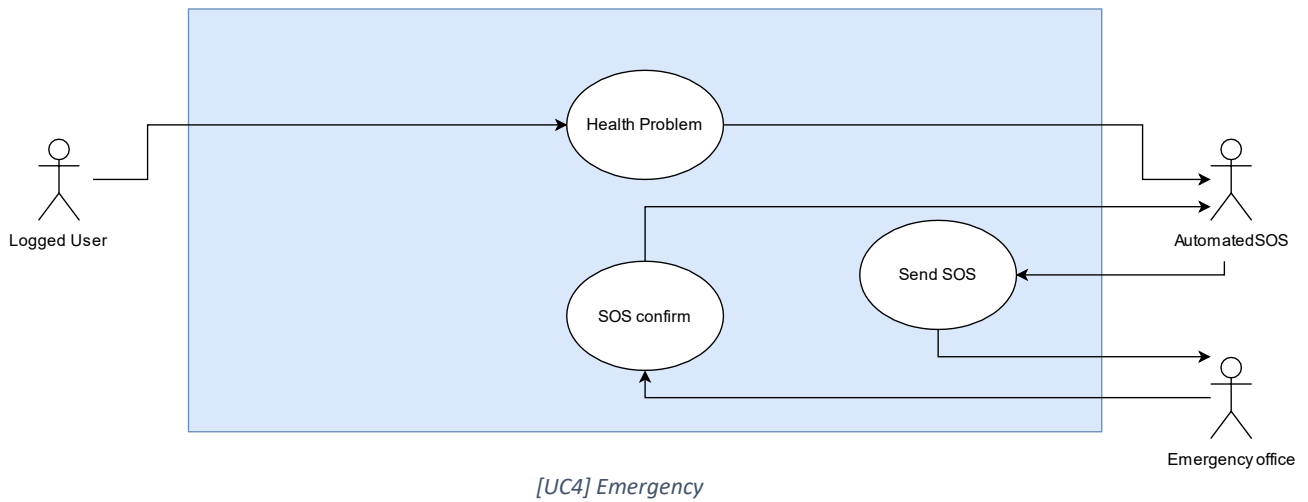 Health Problem
Logged User
AutomatedSOS
Send SOS
SOS confirm
Emergency office
[UC4] Emergency